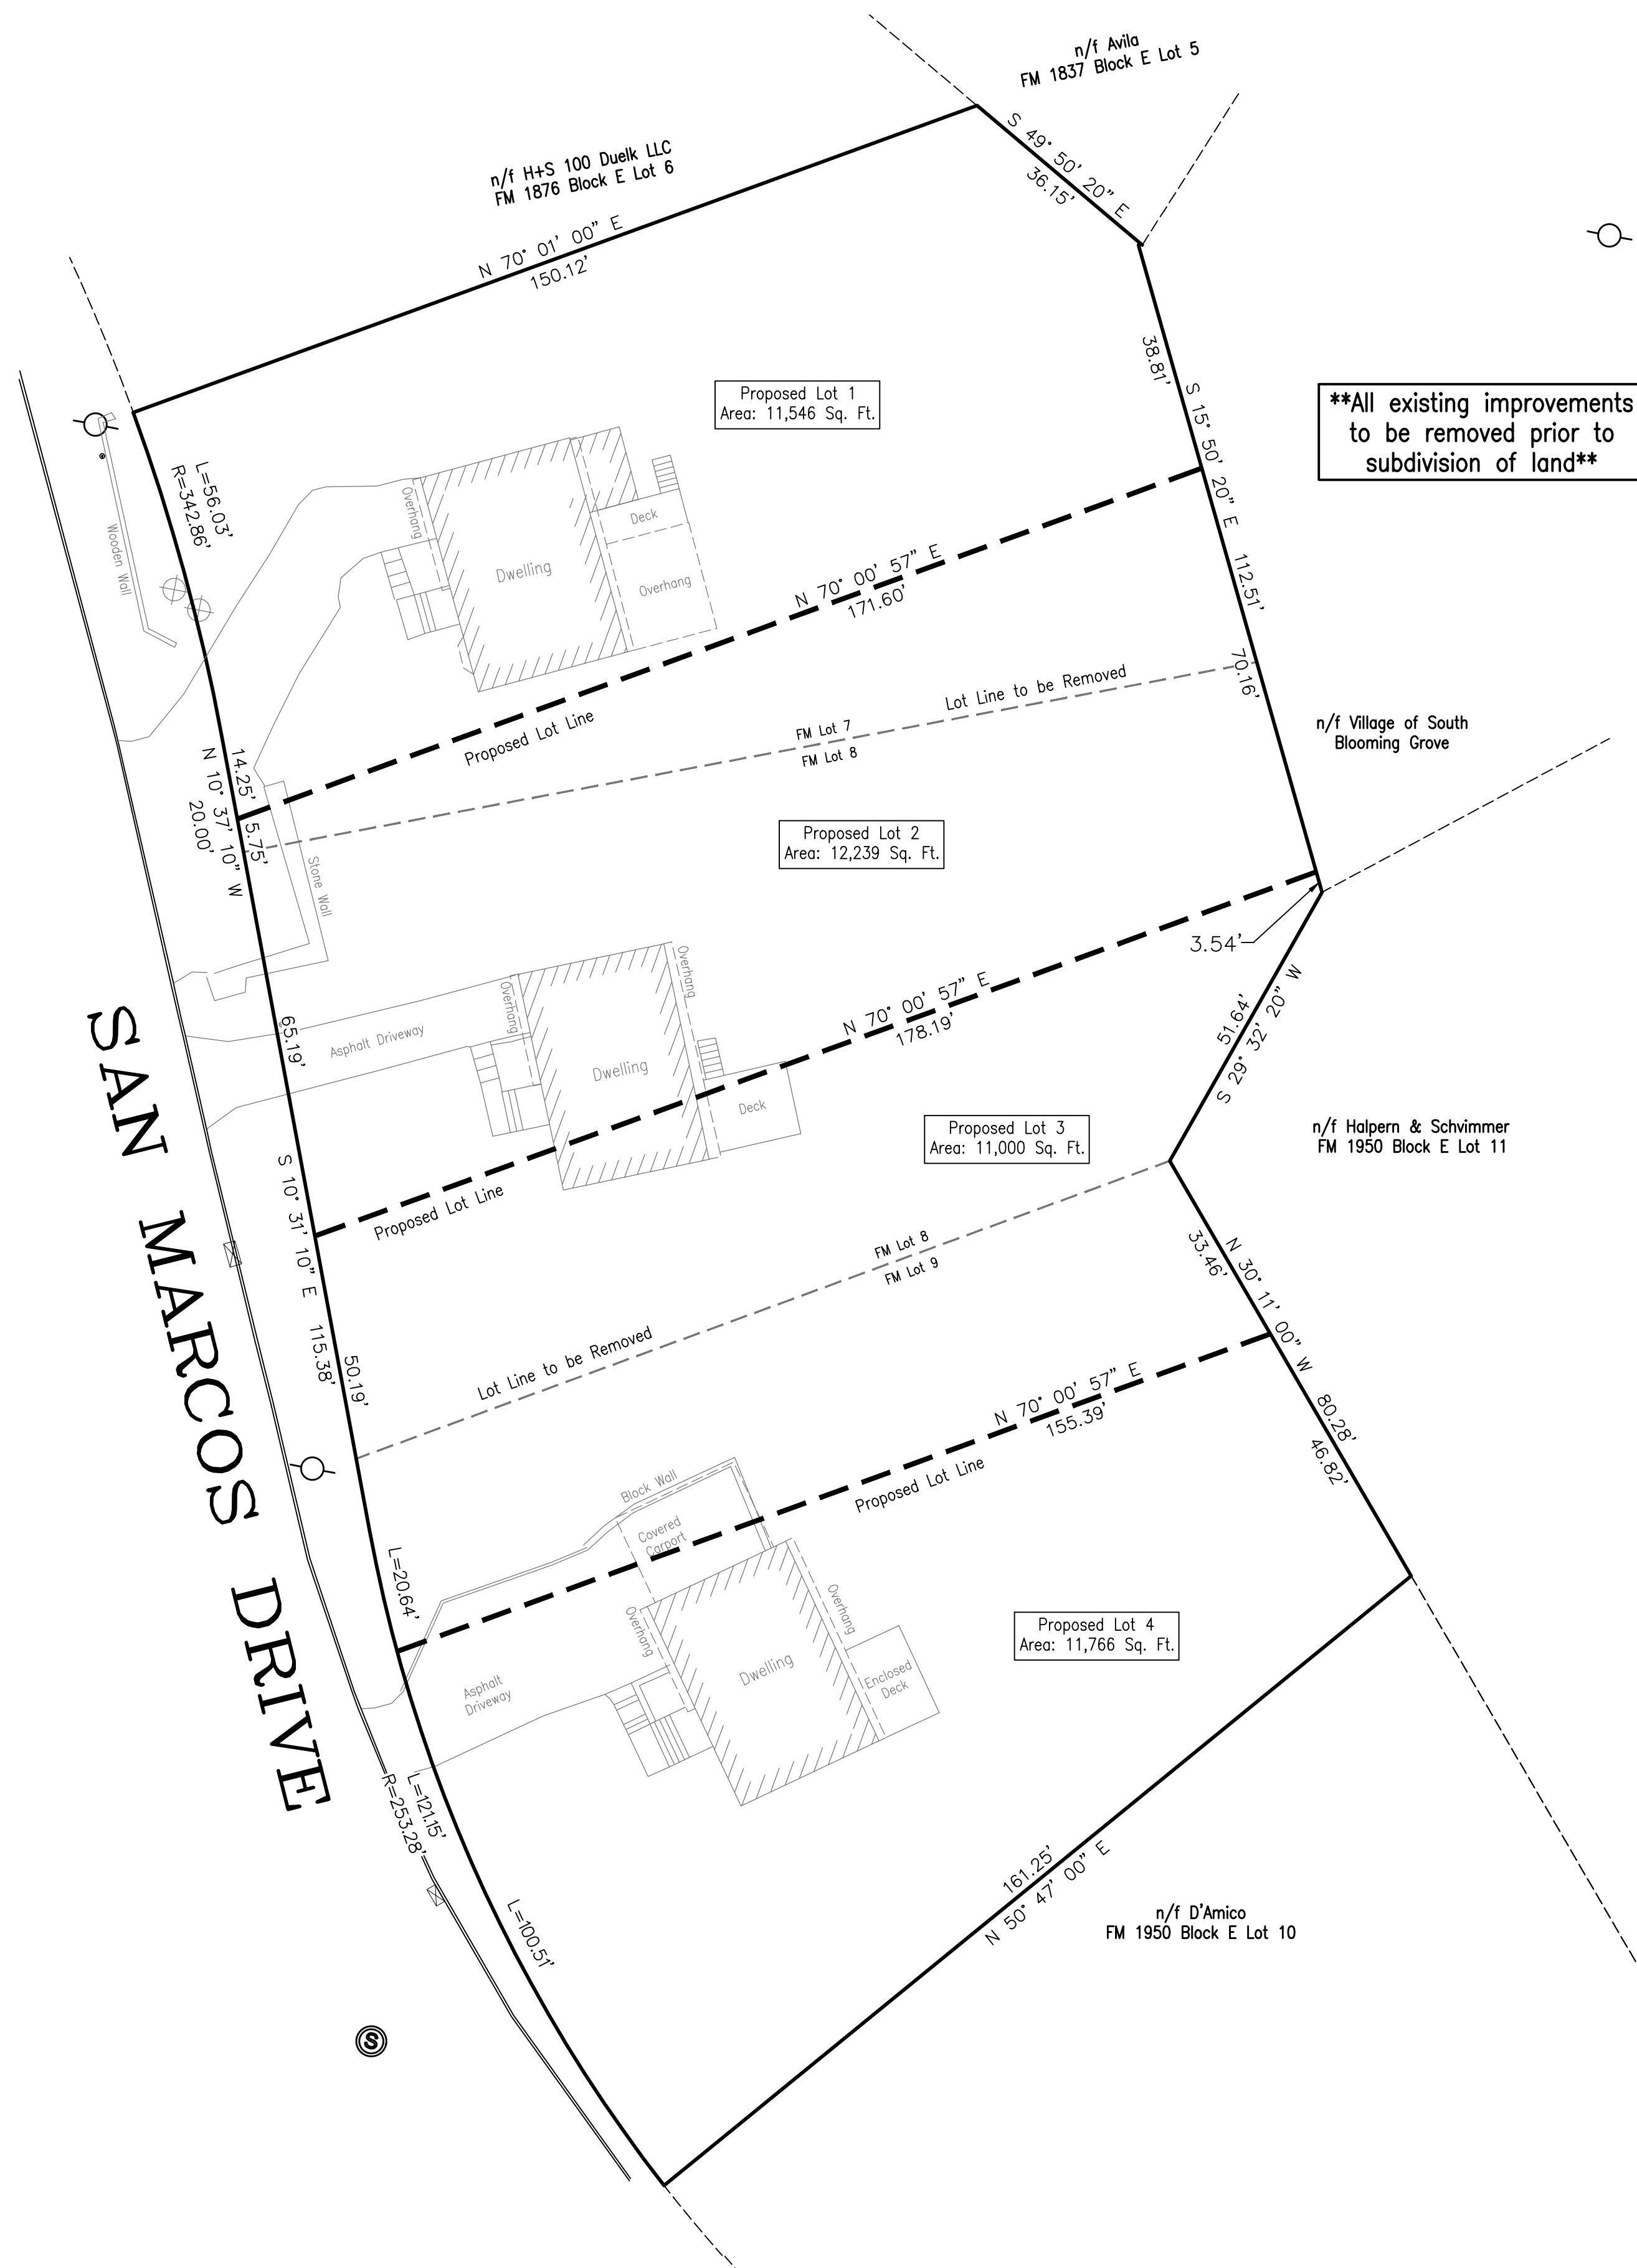 n/f Avila
FM 1837 Block E Lot 5
n/f H+S 100 Duelk LLC
FM 1876 Block E Lot 6
S 49° 50' 20" E
36.15'
N 70° 01' 00" E
150.12'
38.81'
S 15° 50' 20" E 112.51'
Proposed Lot 1
Area: 11,546 Sq. Ft.
**All existing improvements
to be removed prior to
subdivision of land**
L=56.03'
R=342.86'
Wooden Wall
Overhang
Dwelling
Deck
Overhang
N 70° 00' 57" E
171.60'
Proposed Lot Line
Lot Line to be Removed
70.16'
FM Lot 7
FM Lot 8
n/f Village of South
Blooming Grove
14.25'
N 10° 37' 10" W
20.00'
5.75'
Stone Wall
Proposed Lot 2
Area: 12,239 Sq. Ft.
3.54'
Overhang
Overhang
N 70° 00' 57" E
178.19'
65.19'
Asphalt Driveway
Dwelling
Deck
51.64'
S 29° 32' 20" W
Proposed Lot 3
Area: 11,000 Sq. Ft.
n/f Halpern & Schvimmer
FM 1950 Block E Lot 11
Proposed Lot Line
S 10° 31' 10" E 115.38'
FM Lot 8
FM Lot 9
33.46'
N 30° 11' 00" W 80.28'
50.19'
Lot Line to be Removed
N 70° 00' 57" E
155.39'
46.82'
Proposed Lot Line
Block Wall
Covered
Carport
L=20.64'
Overhang
Overhang
Dwelling
Enclosed
Deck
Proposed Lot 4
Area: 11,766 Sq. Ft.
Asphalt
Driveway
SAN MARCOS DRIVE
L=121.15'
R=253.28'
L=100.51'
161.25'
N 50° 47' 00" E
n/f D'Amico
FM 1950 Block E Lot 10
S